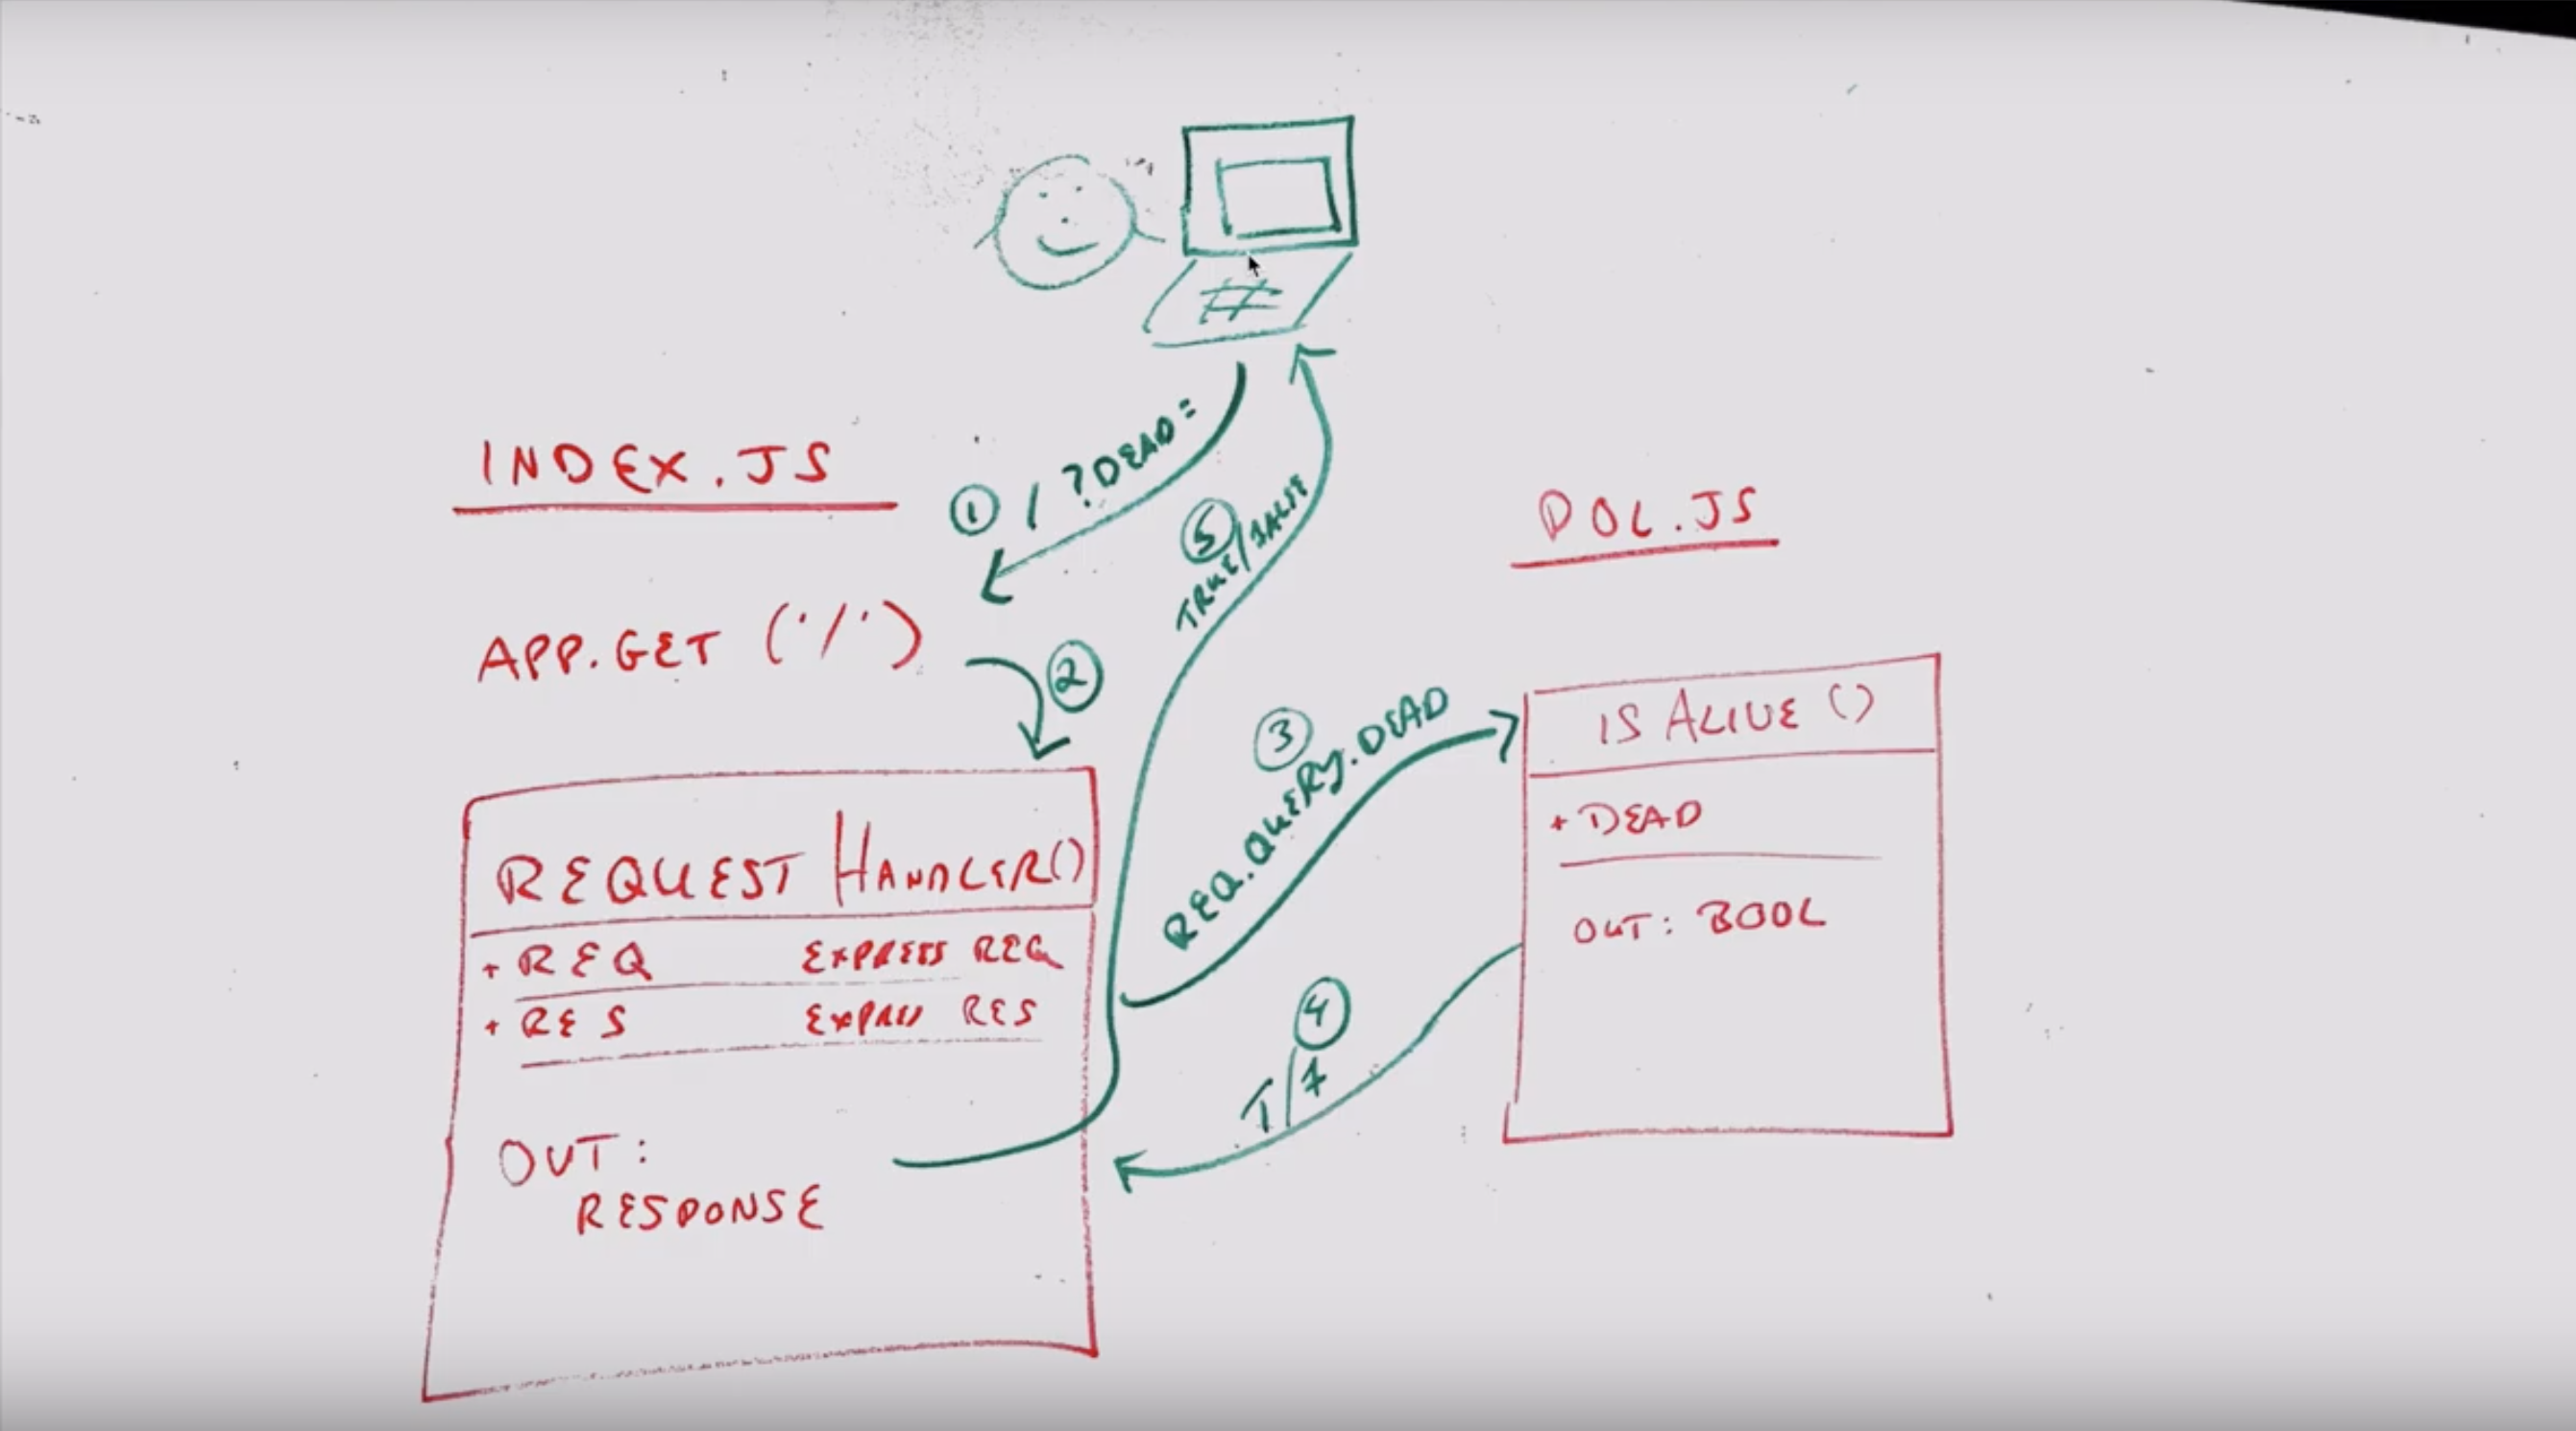 INDEX.JS
APP.GET ('/')
① / ?DEAD=
②
⑤
TRUE/FALSE
③
REQ.QUERY.DEAD
④
T/F
REQUEST HANDLER()
+ REQ EXPRESS REQ
+ RES EXPRESS RES
OUT:
RESPONSE
DOL.JS
IS ALIVE ()
+ DEAD
OUT: BOOL